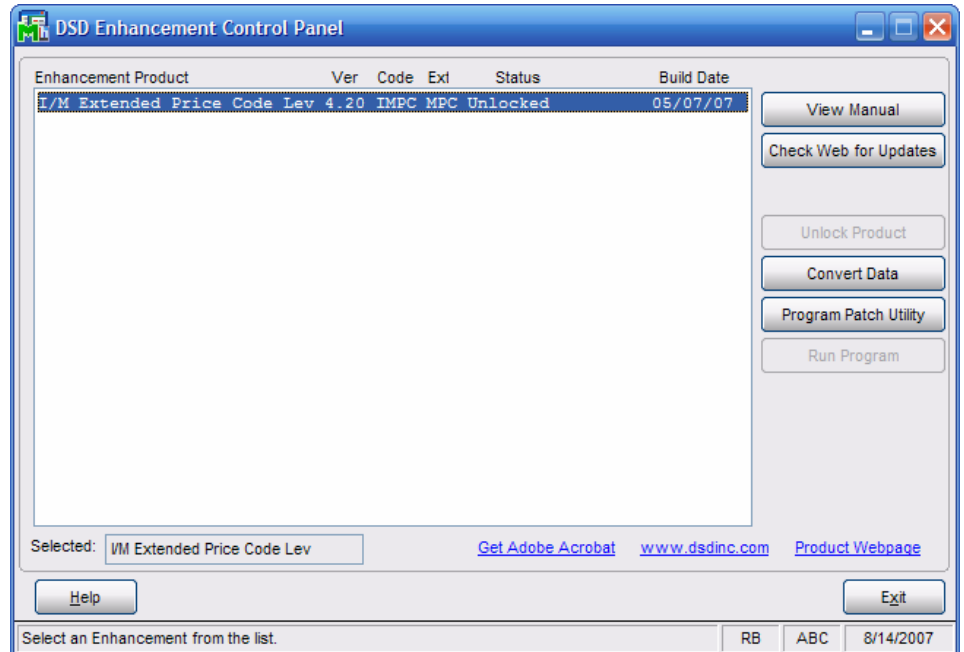 DSD Enhancement Control Panel
Enhancement Product Ver Code Ext Status Build Date
I/M Extended Price Code Lev 4.20 IMPC MPC Unlocked 05/07/07
View Manual
Check Web for Updates
Unlock Product
Convert Data
Program Patch Utility
Run Program
Selected: I/M Extended Price Code Lev Get Adobe Acrobat www.dsdinc.com Product Webpage
Help Exit
Select an Enhancement from the list. RB ABC 8/14/2007